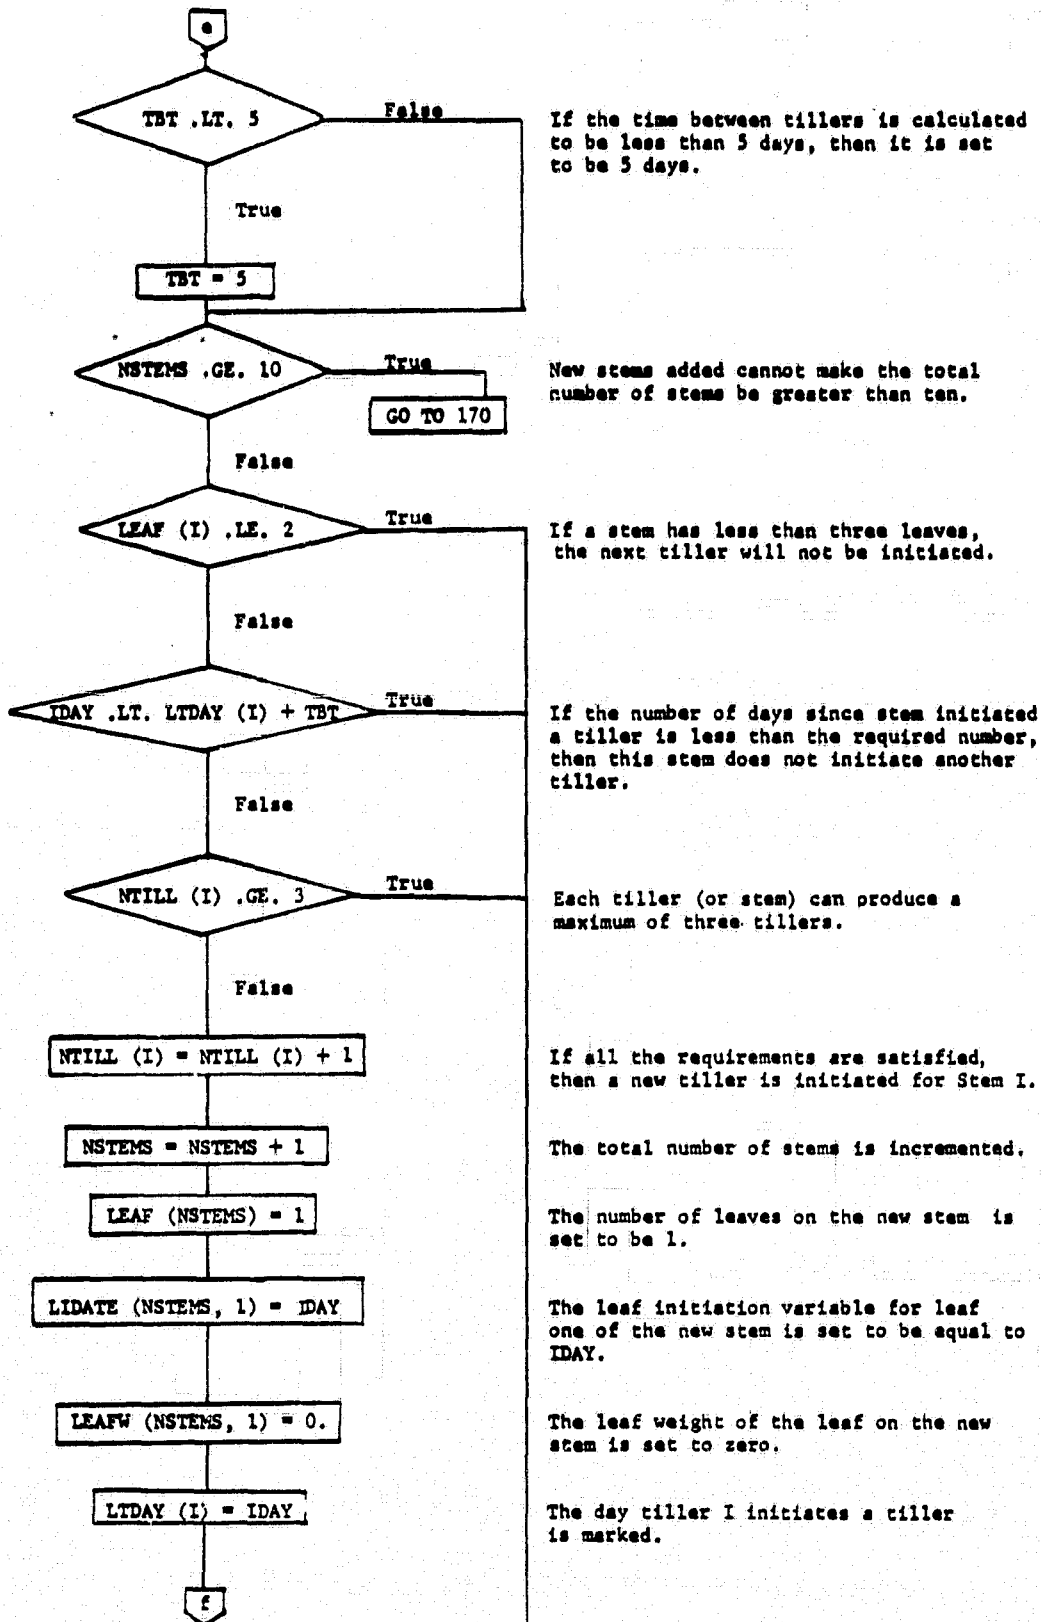 e
TBT .LT. 5
False
If the time between tillers is calculated
to be less than 5 days, then it is set
to be 5 days.
True
TBT = 5
NSTEMS .GE. 10
True
New stems added cannot make the total
number of stems be greater than ten.
GO TO 170
False
LEAF (I) .LE. 2
True
If a stem has less than three leaves,
the next tiller will not be initiated.
False
IDAY .LT. LTDAY (I) + TBT
True
If the number of days since stem initiated
a tiller is less than the required number,
then this stem does not initiate another
tiller.
False
NTILL (I) .GE. 3
True
Each tiller (or stem) can produce a
maximum of three tillers.
False
NTILL (I) = NTILL (I) + 1
If all the requirements are satisfied,
then a new tiller is initiated for Stem I.
NSTEMS = NSTEMS + 1
The total number of stems is incremented.
LEAF (NSTEMS) = 1
The number of leaves on the new stem is
set to be 1.
LIDATE (NSTEMS, 1) = IDAY
The leaf initiation variable for leaf
one of the new stem is set to be equal to
IDAY.
LEAFW (NSTEMS, 1) = 0.
The leaf weight of the leaf on the new
stem is set to zero.
LTDAY (I) = IDAY
The day tiller I initiates a tiller
is marked.
f